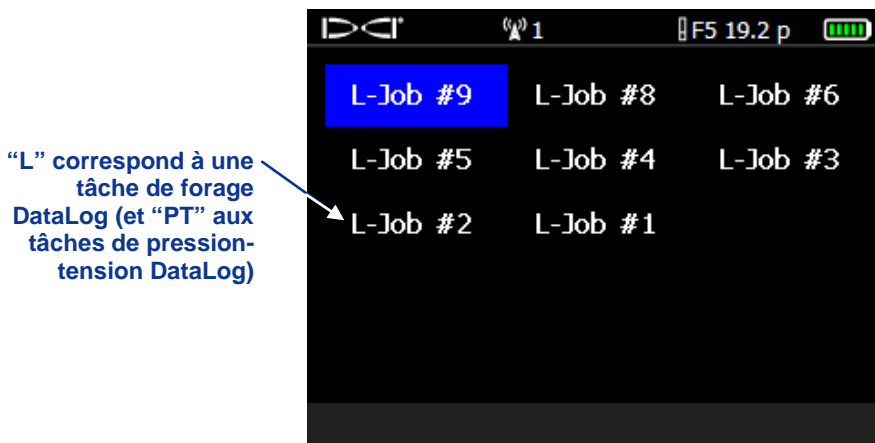 DCI 1 F5 19.2 p
L-Job #9 L-Job #8 L-Job #6
L-Job #5 L-Job #4 L-Job #3
L-Job #2 L-Job #1
“L” correspond à une
tâche de forage
DataLog (et “PT” aux
tâches de pression-
tension DataLog)